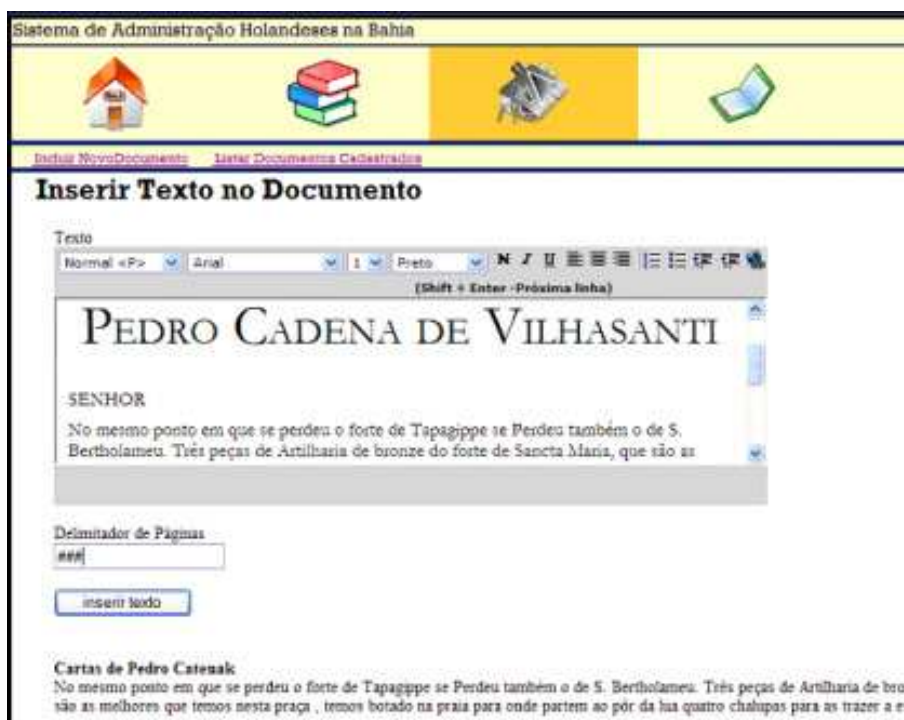 Sistema de Administração Holandeses na Bahia
Incluir NovoDocumento Listar Documentos Cadastrados
Inserir Texto no Documento
Texto
Normal <P> Arial 1 Preto N I U
(Shift + Enter -Próxima linha)
PEDRO CADENA DE VILHASANTI
SENHOR
No mesmo ponto em que se perdeu o forte de Tapagippe se Perdeu também o de S.
Bertholameu. Três peças de Artilharia de bronze do forte de Sancta Maria, que são as
Delimitador de Páginas
###
inserir texto
Cartas de Pedro Catenak
No mesmo ponto em que se perdeu o forte de Tapagippe se Perdeu também o de S. Bertholameu. Três peças de Artilharia de bro
são as melhores que temos nesta praça , temos botado na praia para onde partem ao pôr da lua quatro chalupas para as trazer a e